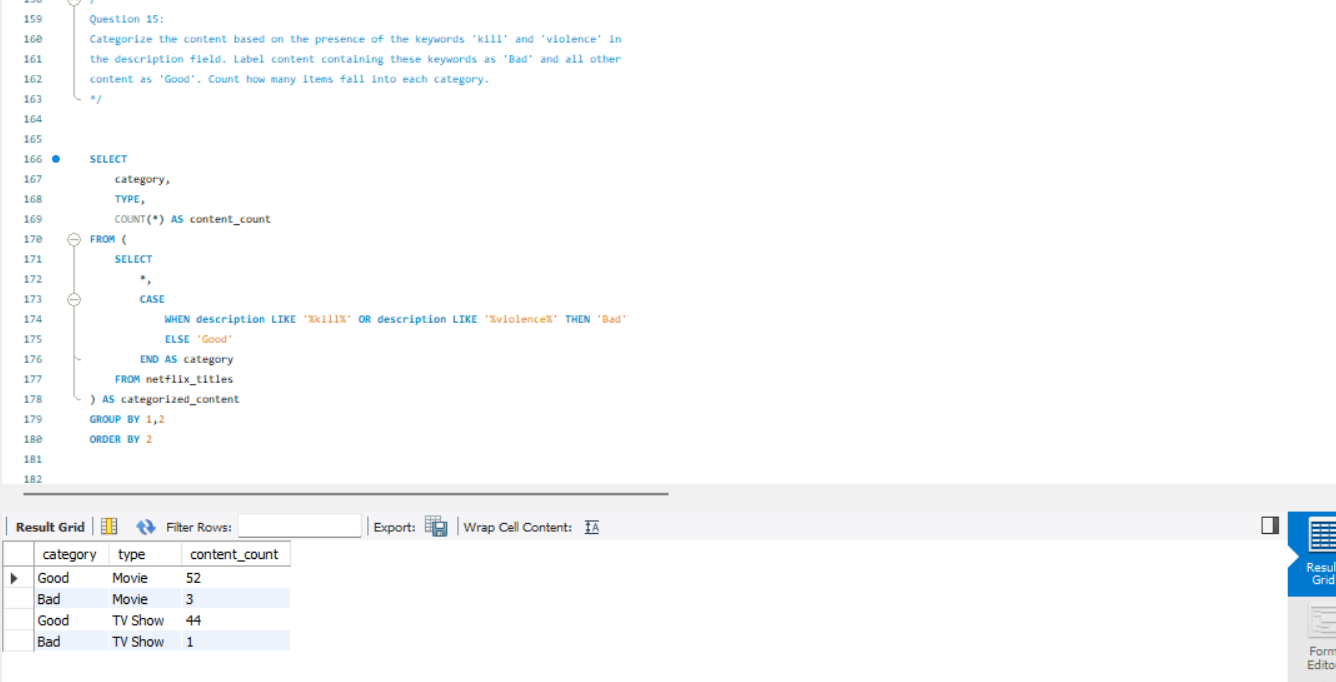 158 /*
159 Question 15:
160 Categorize the content based on the presence of the keywords 'kill' and 'violence' in
161 the description field. Label content containing these keywords as 'Bad' and all other
162 content as 'Good'. Count how many items fall into each category.
163 */
164
165
166 SELECT
167 category,
168 TYPE,
169 COUNT(*) AS content_count
170 FROM (
171 SELECT
172 *,
173 CASE
174 WHEN description LIKE '%kill%' OR description LIKE '%violence%' THEN 'Bad'
175 ELSE 'Good'
176 END AS category
177 FROM netflix_titles
178 ) AS categorized_content
179 GROUP BY 1,2
180 ORDER BY 2
181
182
Result Grid Filter Rows: Export: Wrap Cell Content: IA
category type content_count
Good Movie 52
Bad Movie 3
Good TV Show 44
Bad TV Show 1
Resul
Grid
Form
Edito